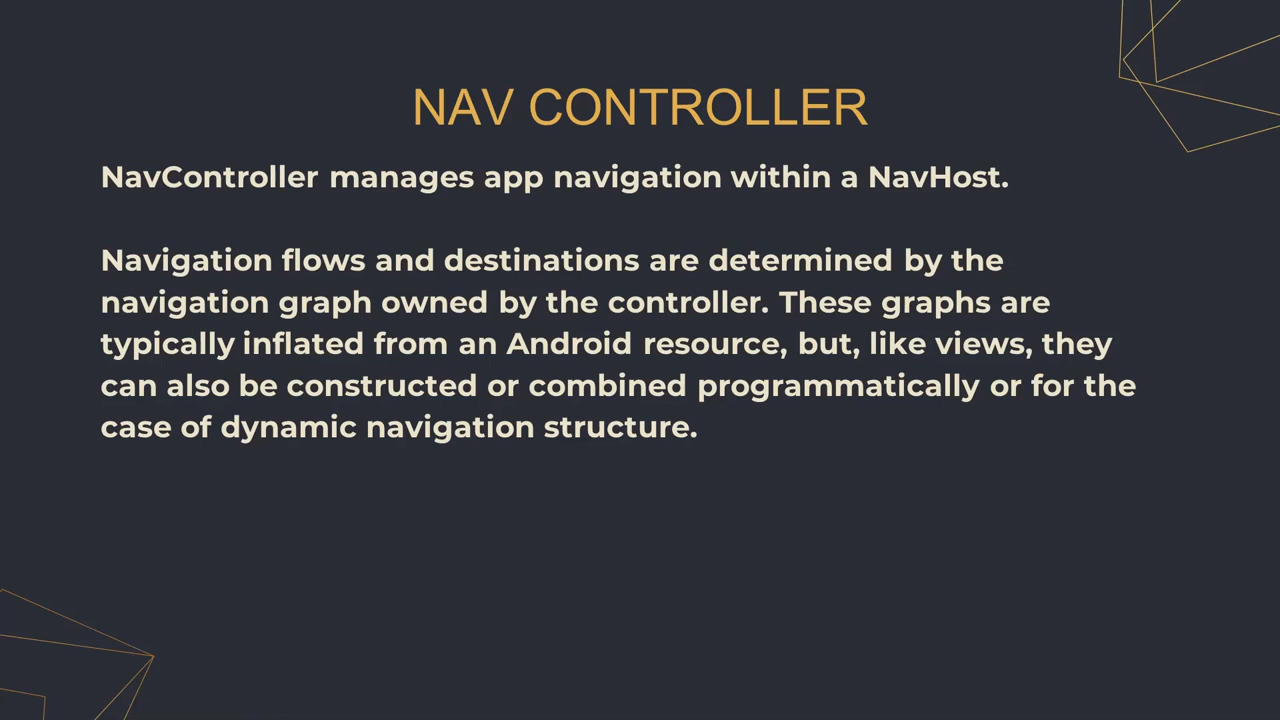 NAV CONTROLLER
NavController manages app navigation within a NavHost.
Navigation flows and destinations are determined by the
navigation graph owned by the controller. These graphs are
typically inflated from an Android resource, but, like views, they
can also be constructed or combined programmatically or for the
case of dynamic navigation structure.